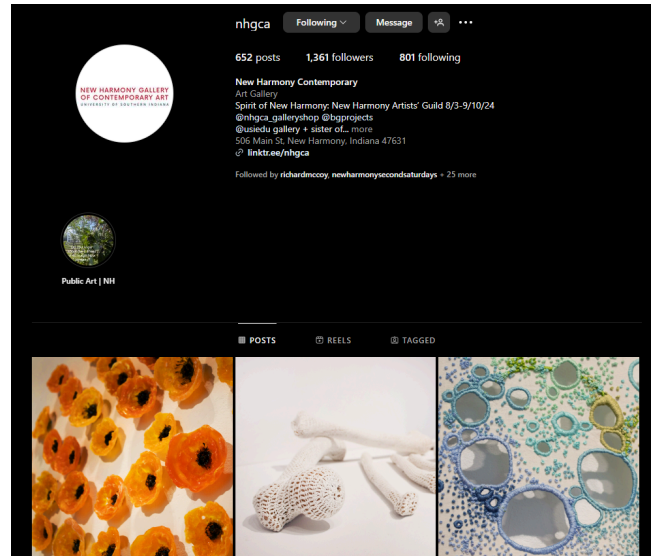 nhgca Following Message
652 posts 1,361 followers 801 following
New Harmony Contemporary
Art Gallery
Spirit of New Harmony: New Harmony Artists' Guild 8/3-9/10/24
@nhgca_galleryshop @bgprojects
@usiedu gallery + sister of... more
506 Main St, New Harmony, Indiana 47631
linktr.ee/nhgca
Followed by richardmccoy, newharmonysecondsaturdays + 25 more
NEW HARMONY GALLERY
OF CONTEMPORARY ART
UNIVERSITY OF SOUTHERN INDIANA
Public Art | NH
POSTS REELS TAGGED